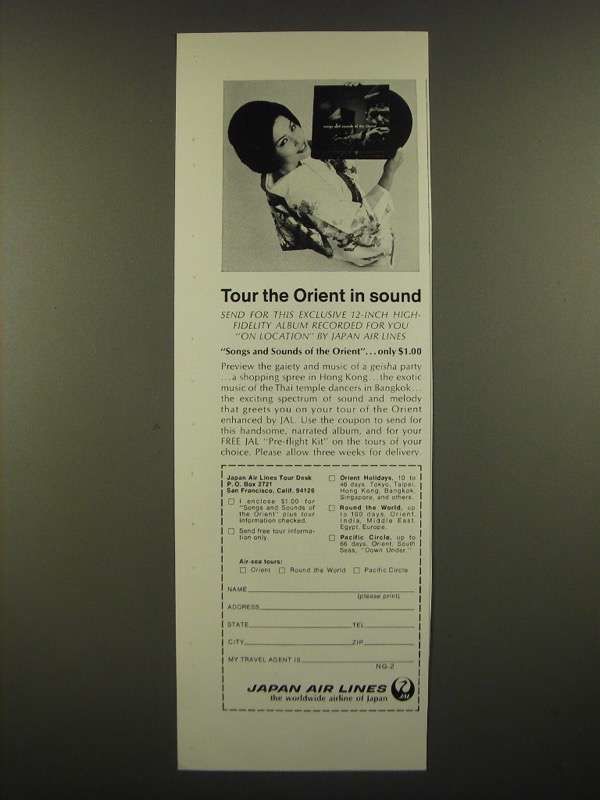 songs and sounds of the Orient
Tour the Orient in sound
SEND FOR THIS EXCLUSIVE 12-INCH HIGH-
FIDELITY ALBUM RECORDED FOR YOU
"ON LOCATION" BY JAPAN AIR LINES
"Songs and Sounds of the Orient"...only $1.00
Preview the gaiety and music of a geisha party
...a shopping spree in Hong Kong...the exotic
music of the Thai temple dancers in Bangkok...
the exciting spectrum of sound and melody
that greets you on your tour of the Orient
enhanced by JAL. Use the coupon to send for
this handsome, narrated album, and for your
FREE JAL "Pre-flight Kit" on the tours of your
choice. Please allow three weeks for delivery.
Japan Air Lines Tour Desk
P.O. Box 2721
San Francisco, Calif. 94126
I enclose $1.00 for
"Songs and Sounds of
the Orient" plus tour
information checked.
Send free tour informa-
tion only
Orient Holidays, 10 to
46 days. Tokyo, Taipei,
Hong Kong, Bangkok,
Singapore, and others.
Round the World, up
to 100 days, Orient,
India, Middle East,
Egypt, Europe.
Pacific Circle, up to
66 days, Orient, South
Seas, "Down Under."
Air-sea tours:
Orient Round the World Pacific Circle
NAME
(please print)
ADDRESS
STATE TEL
CITY ZIP
MY TRAVEL AGENT IS
NG-2
JAPAN AIR LINES
the worldwide airline of Japan
JAL